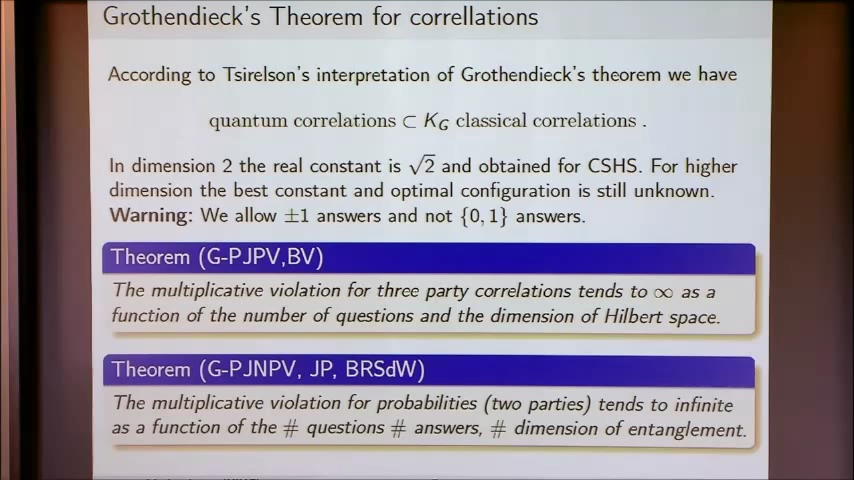 Grothendieck's Theorem for correllations
According to Tsirelson's interpretation of Grothendieck's theorem we have
quantum correlations ⊂ K_G classical correlations .
In dimension 2 the real constant is √2 and obtained for CSHS. For higher
dimension the best constant and optimal configuration is still unknown.
Warning: We allow ±1 answers and not {0, 1} answers.
Theorem (G-PJPV,BV)
The multiplicative violation for three party correlations tends to ∞ as a
function of the number of questions and the dimension of Hilbert space.
Theorem (G-PJNPV, JP, BRSdW)
The multiplicative violation for probabilities (two parties) tends to infinite
as a function of the # questions # answers, # dimension of entanglement.